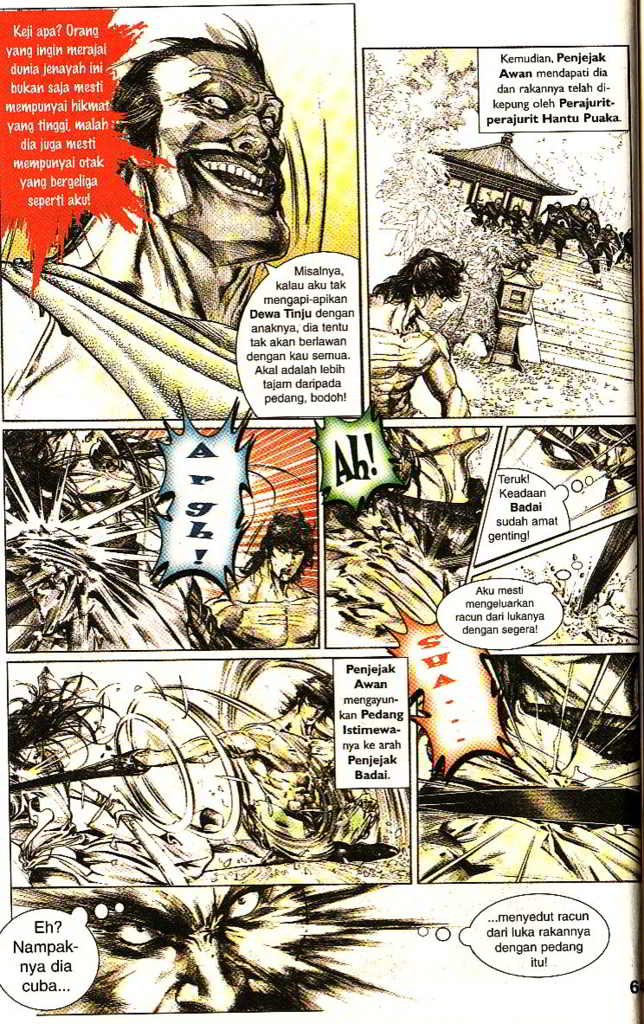 Keji apa? Orang
yang ingin merajai
dunia jenayah ini
bukan saja mesti
mempunyai hikmat
yang tinggi, malah
dia juga mesti
mempunyai otak
yang bergeliga
seperti aku!
Misalnya,
kalau aku tak
mengapi-apikan
Dewa Tinju dengan
anaknya, dia tentu
tak akan berlawan
dengan kau semua.
Akal adalah lebih
tajam daripada
pedang, bodoh!
Kemudian, Penjejak
Awan mendapati dia
dan rakannya telah di-
kepung oleh Perajurit-
perajurit Hantu Puaka.
Argh!
Ah!
Teruk!
Keadaan
Badai
sudah amat
genting!
Aku mesti
mengeluarkan
racun dari lukanya
dengan segera!
Penjejak
Awan
mengayun-
kan Pedang
Istimewa-
nya ke arah
Penjejak
Badai.
Sua....
Eh?
Nampak-
nya dia
cuba...
...menyedut racun
dari luka rakannya
dengan pedang
itu!